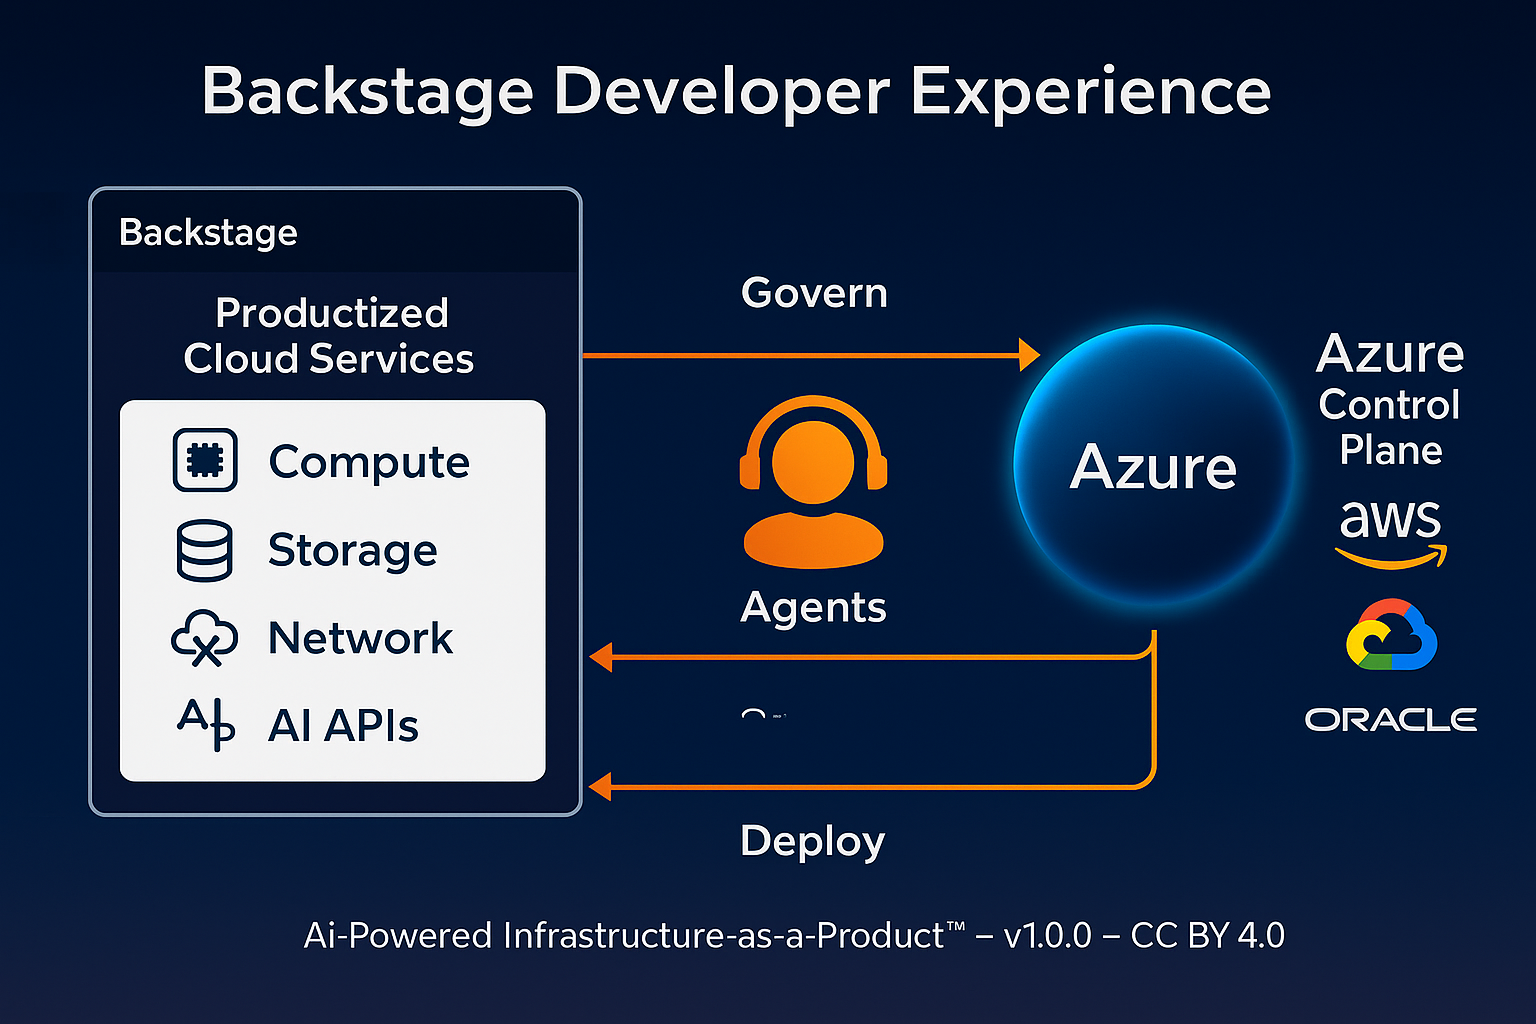 Backstage Developer Experience
Backstage
Productized
Cloud Services
Compute
Storage
Network
AI APIs
Govern
Agents
Deploy
Azure
Azure
Control
Plane
aws
ORACLE
Ai-Powered Infrastructure-as-a-Product™ – v1.0.0 – CC BY 4.0